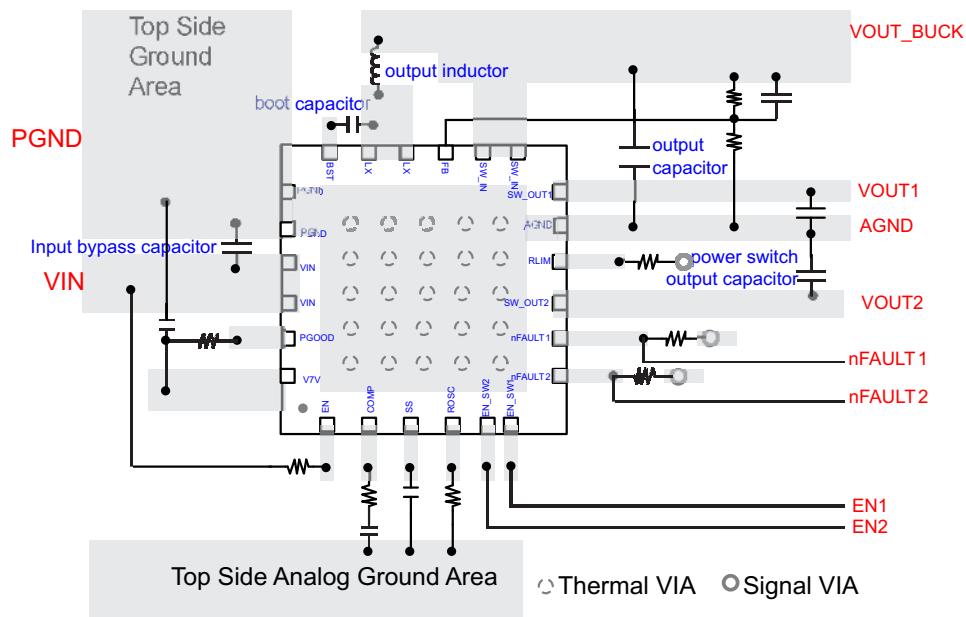 Top Side
Ground
Area
VOUT_BUCK
output inductor
boot capacitor
PGND
output
capacitor
BST
LX
LX
FB
SW_IN
SW_IN
PGND
SW_OUT1
VOUT1
AGND
AGND
Input bypass capacitor
VIN
RLIM
power switch
output capacitor
VIN
VIN
SW_OUT2
VOUT2
PGOOD
nFAULT1
nFAULT1
V7V
nFAULT2
nFAULT2
EN
COMP
SS
ROSC
EN_SW2
EN_SW1
EN1
EN2
Top Side Analog Ground Area
Thermal VIA
Signal VIA